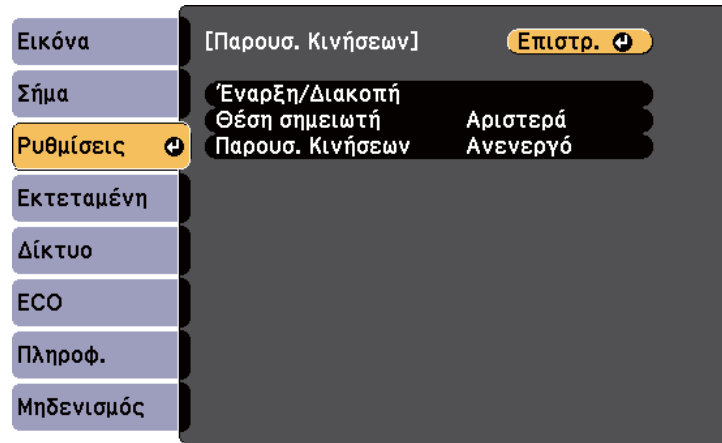 Εικόνα
Σήμα
Ρυθμίσεις
Εκτεταμένη
Δίκτυο
ECO
Πληροφ.
Μηδενισμός
[Παρουσ. Κινήσεων] Επιστρ.
Έναρξη/Διακοπή
Θέση σημειωτή Αριστερά
Παρουσ. Κινήσεων Ανενεργό